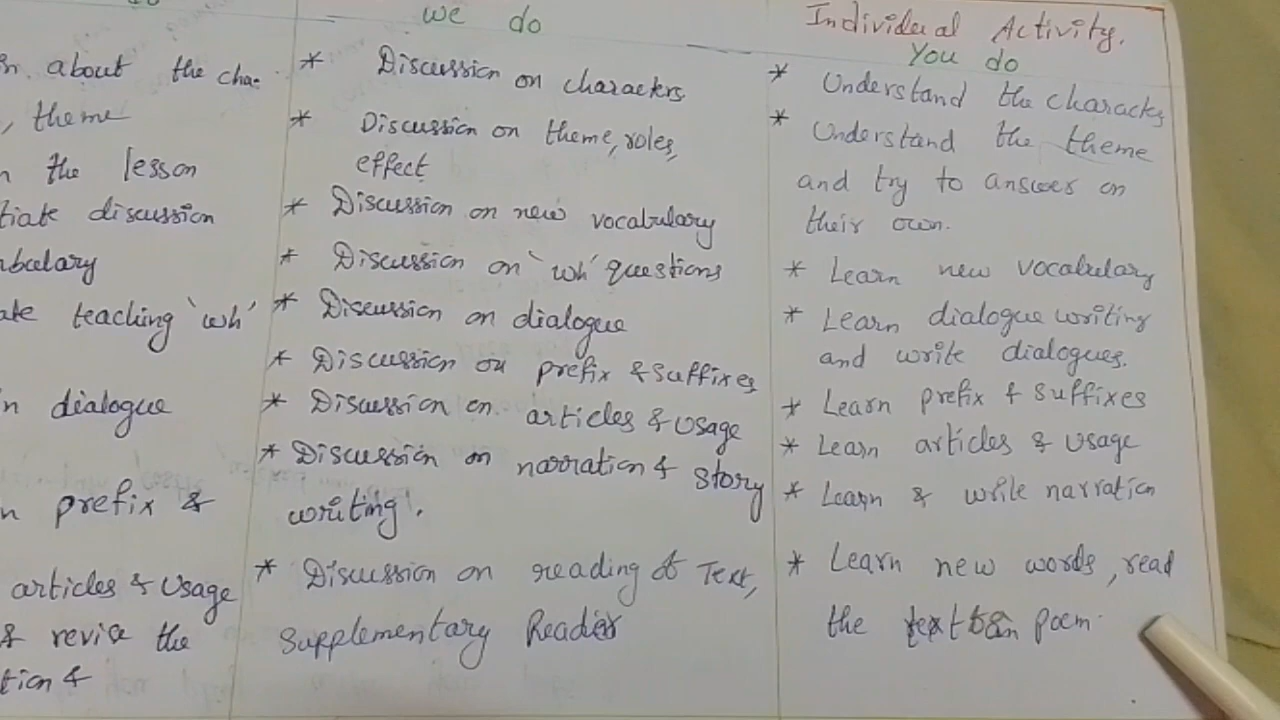 we do
Individual Activity.
You do
about the cha-
, theme
the lesson
tiate discussion
bulary
ate teaching 'wh'
n dialogue
n prefix &
articles & Usage
& revise the
tion &
* Discussion on characters
* Discussion on theme, roles,
effect
* Discussion on new vocabulary
* Discussion on 'wh' questions
* Discussion on dialogue
* Discussion on prefix & suffixes
* Discussion on articles & Usage
* Discussion on narration & story
writing.
* Discussion on reading of Text,
Supplementary Reader
* Understand the characters
* Understand the theme
and try to answer on
their own.
* Learn new vocabulary
* Learn dialogue writing
and write dialogues.
* Learn prefix & suffixes
* Learn articles & usage
* Learn & write narration
* Learn new words, read
the text poem.